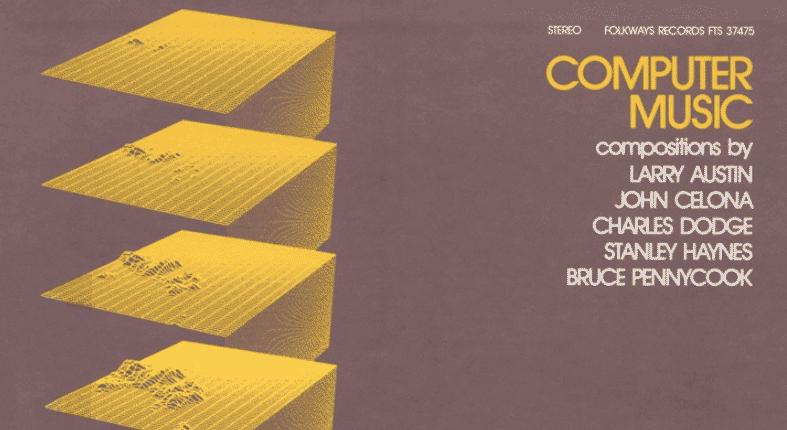 STEREO FOLKWAYS RECORDS FTS 37475
COMPUTER
MUSIC
compositions by
LARRY AUSTIN
JOHN CELONA
CHARLES DODGE
STANLEY HAYNES
BRUCE PENNYCOOK